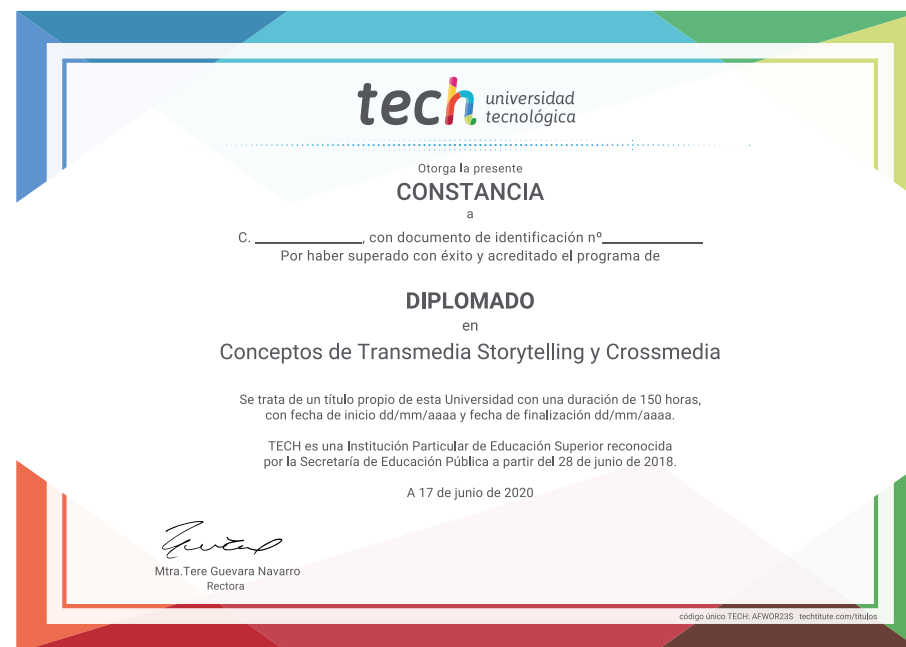 tech universidad
tecnológica
Otorga la presente
CONSTANCIA
a
C. ______________, con documento de identificación nº_____________
Por haber superado con éxito y acreditado el programa de
DIPLOMADO
en
Conceptos de Transmedia Storytelling y Crossmedia
Se trata de un título propio de esta Universidad con una duración de 150 horas,
con fecha de inicio dd/mm/aaaa y fecha de finalización dd/mm/aaaa.
TECH es una Institución Particular de Educación Superior reconocida
por la Secretaría de Educación Pública a partir del 28 de junio de 2018.
A 17 de junio de 2020
Mtra.Tere Guevara Navarro
Rectora
código único TECH: AFWOR23S techtitute.com/titulos